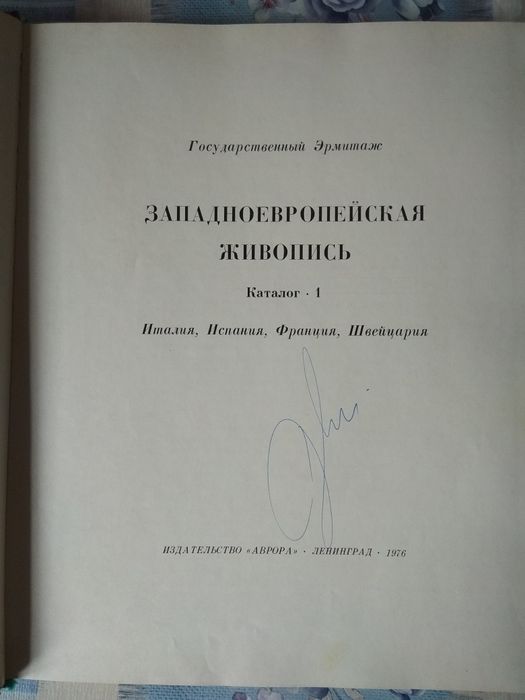 Государственный Эрмитаж
ЗАПАДНОЕВРОПЕЙСКАЯ
ЖИВОПИСЬ
Каталог · 1
Италия, Испания, Франция, Швейцария
ИЗДАТЕЛЬСТВО «АВРОРА» · ЛЕНИНГРАД · 1976